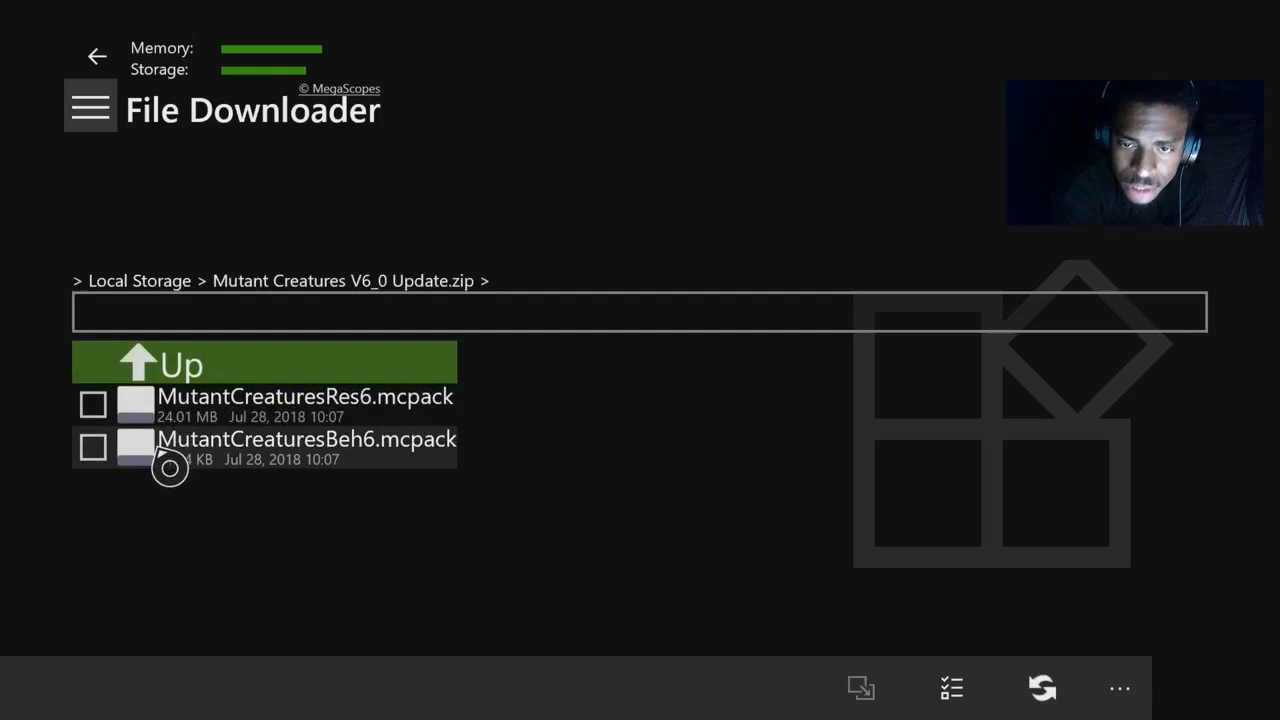 Memory:
Storage:
© MegaScopes
File Downloader
> Local Storage > Mutant Creatures V6_0 Update.zip >
Up
MutantCreaturesRes6.mcpack
24.01 MB Jul 28, 2018 10:07
MutantCreaturesBeh6.mcpack
KB Jul 28, 2018 10:07